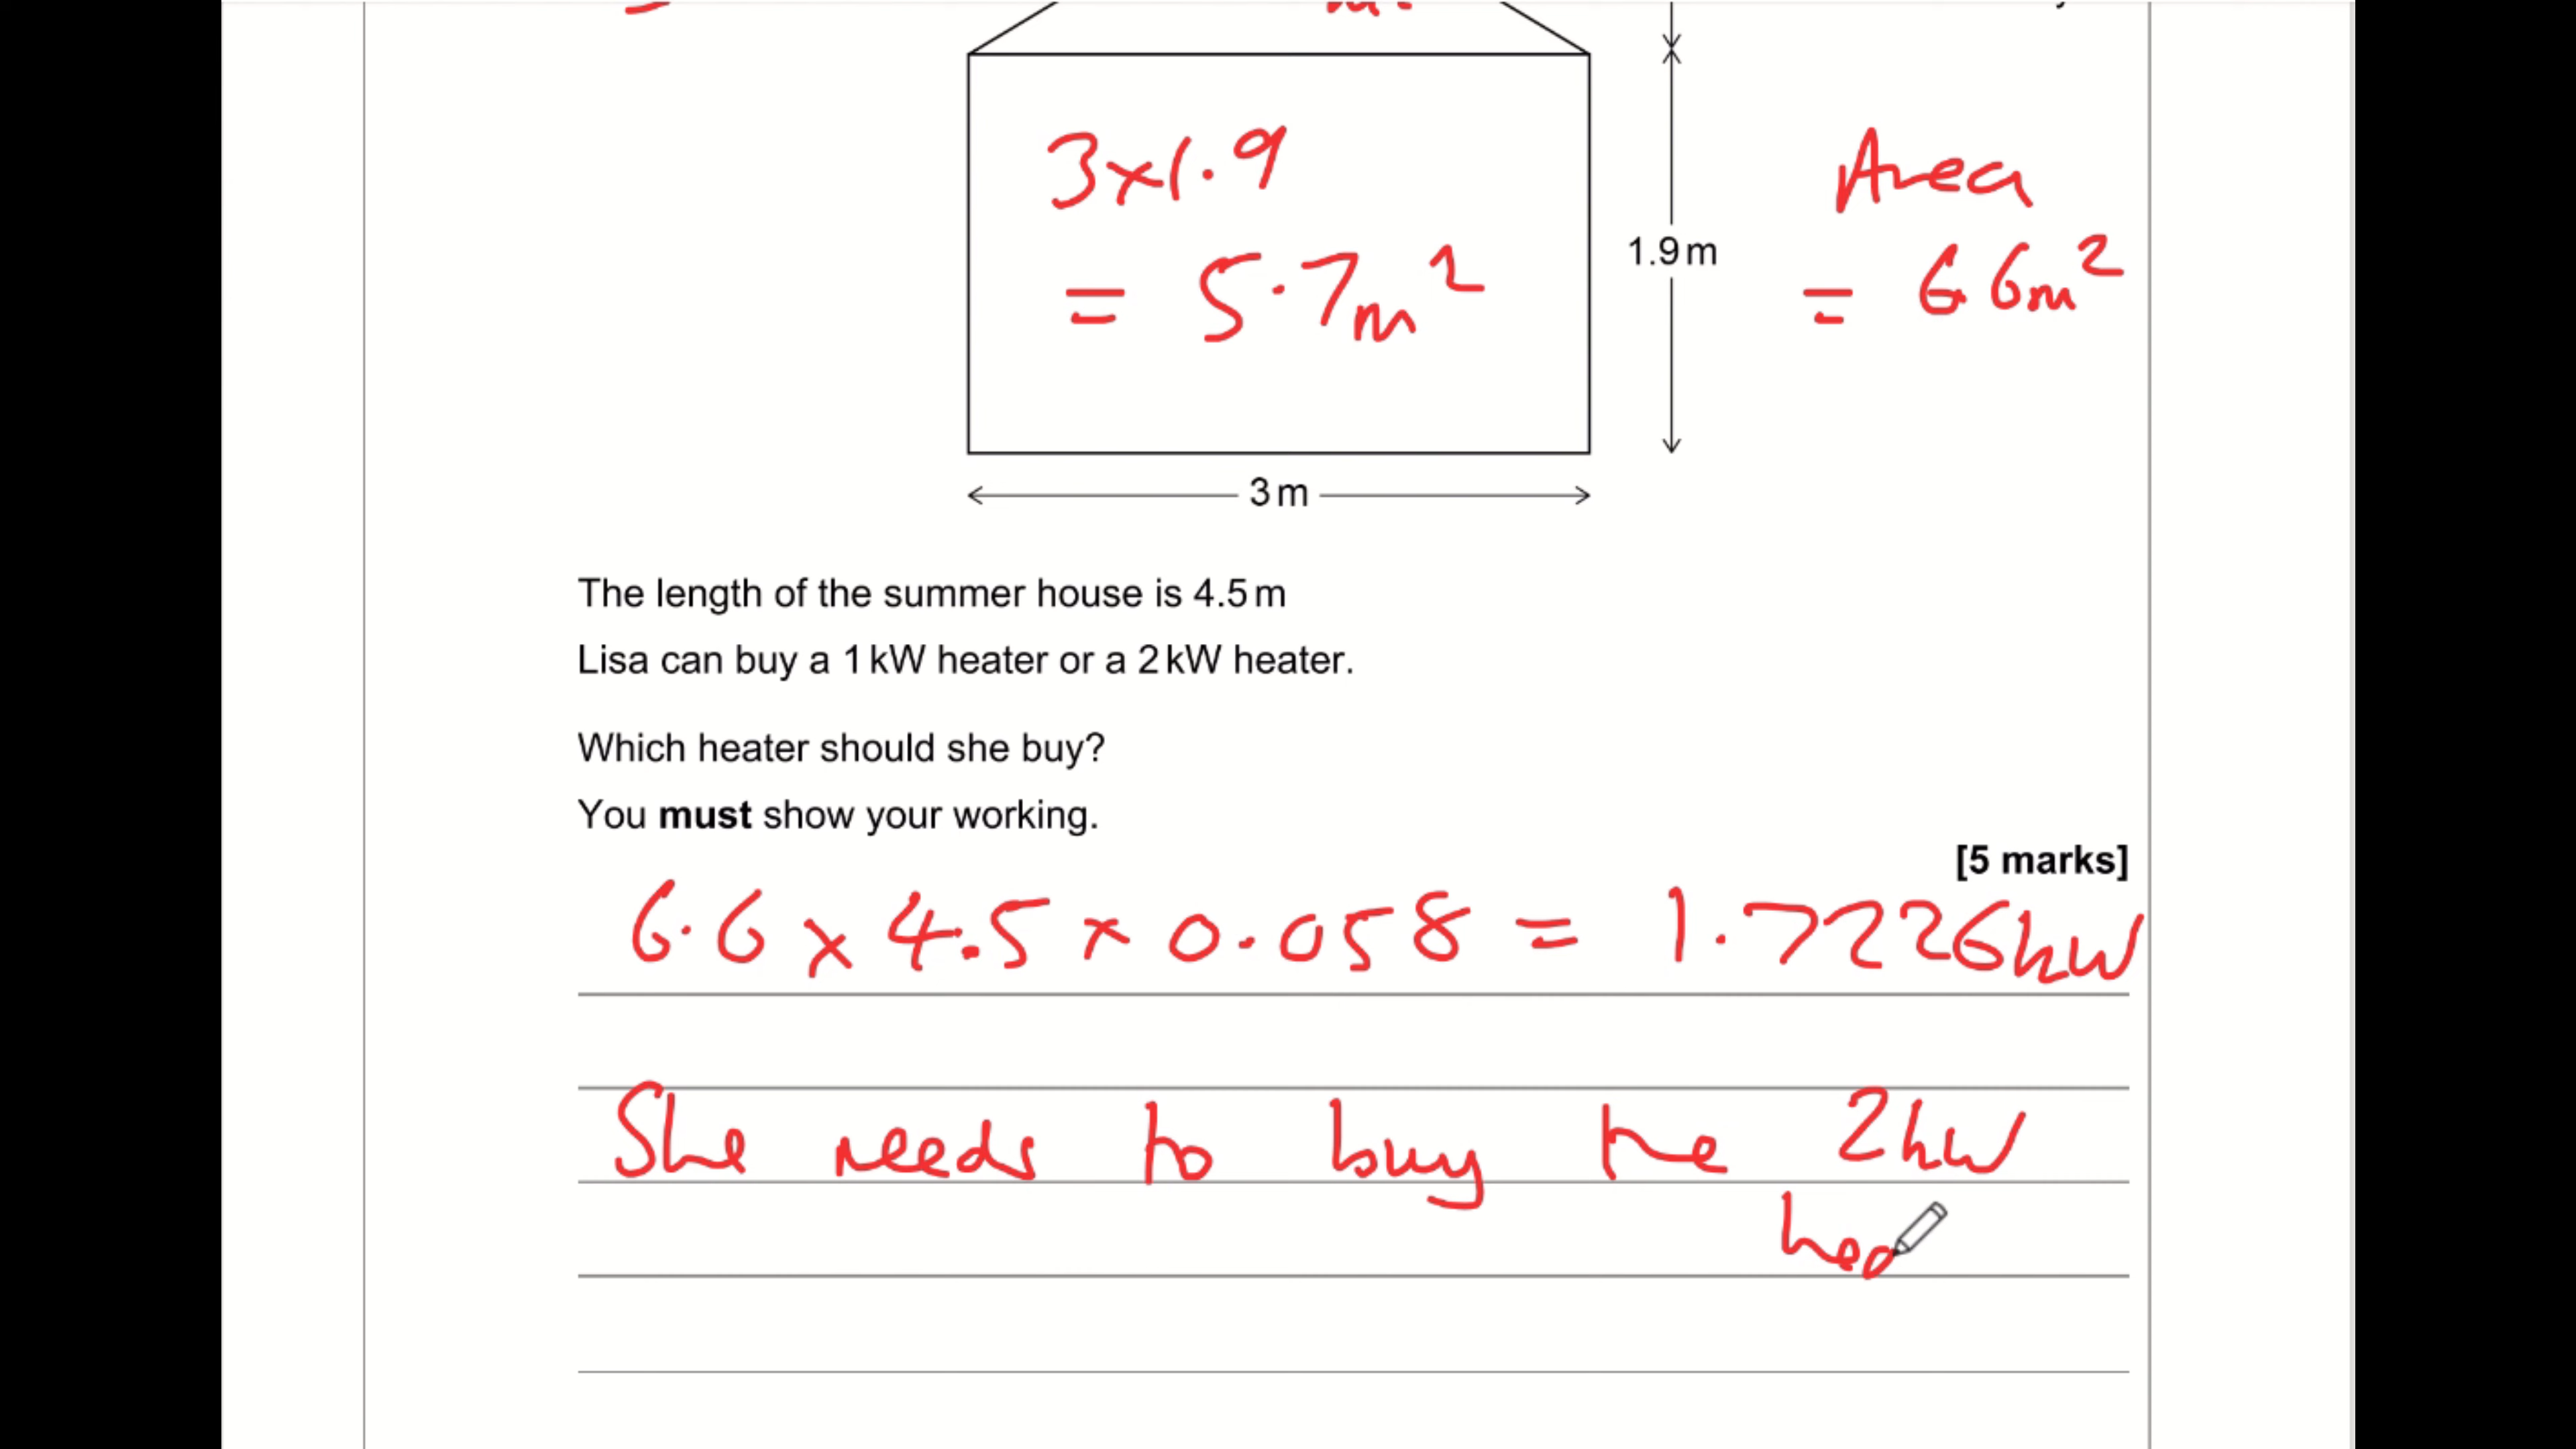 3×1.9
= 5.7m²
1.9 m
Area
= 6.6m²
3 m
The length of the summer house is 4.5 m
Lisa can buy a 1 kW heater or a 2 kW heater.
Which heater should she buy?
You must show your working.
[5 marks]
6.6 × 4.5 × 0.058 = 1.7226kW
She needs to buy the 2kW
hea